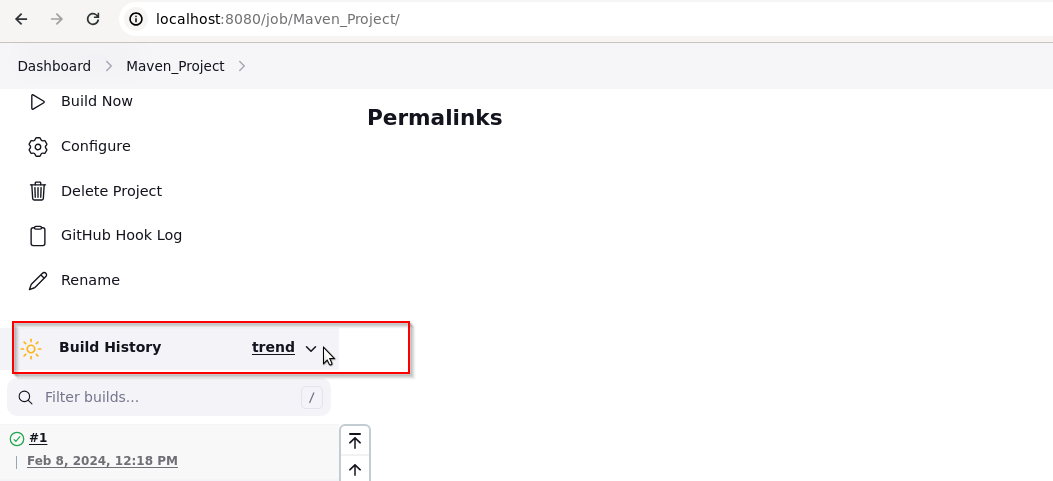 localhost:8080/job/Maven_Project/
Dashboard Maven_Project
Build Now
Permalinks
Configure
Delete Project
GitHub Hook Log
Rename
Build History trend
Filter builds... /
#1
Feb 8, 2024, 12:18 PM